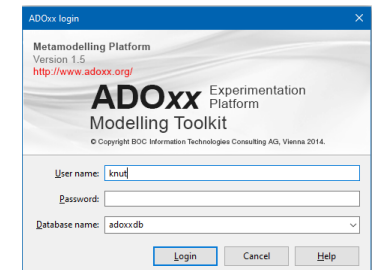 ADOxx login
Metamodelling Platform
Version 1.5
http://www.adoxx.org/
ADOxx Experimentation Platform
Modelling Toolkit
© Copyright BOC Information Technologies Consulting AG, Vienna 2014.
User name: knut
Password:
Database name: adoxxdb
Login Cancel Help